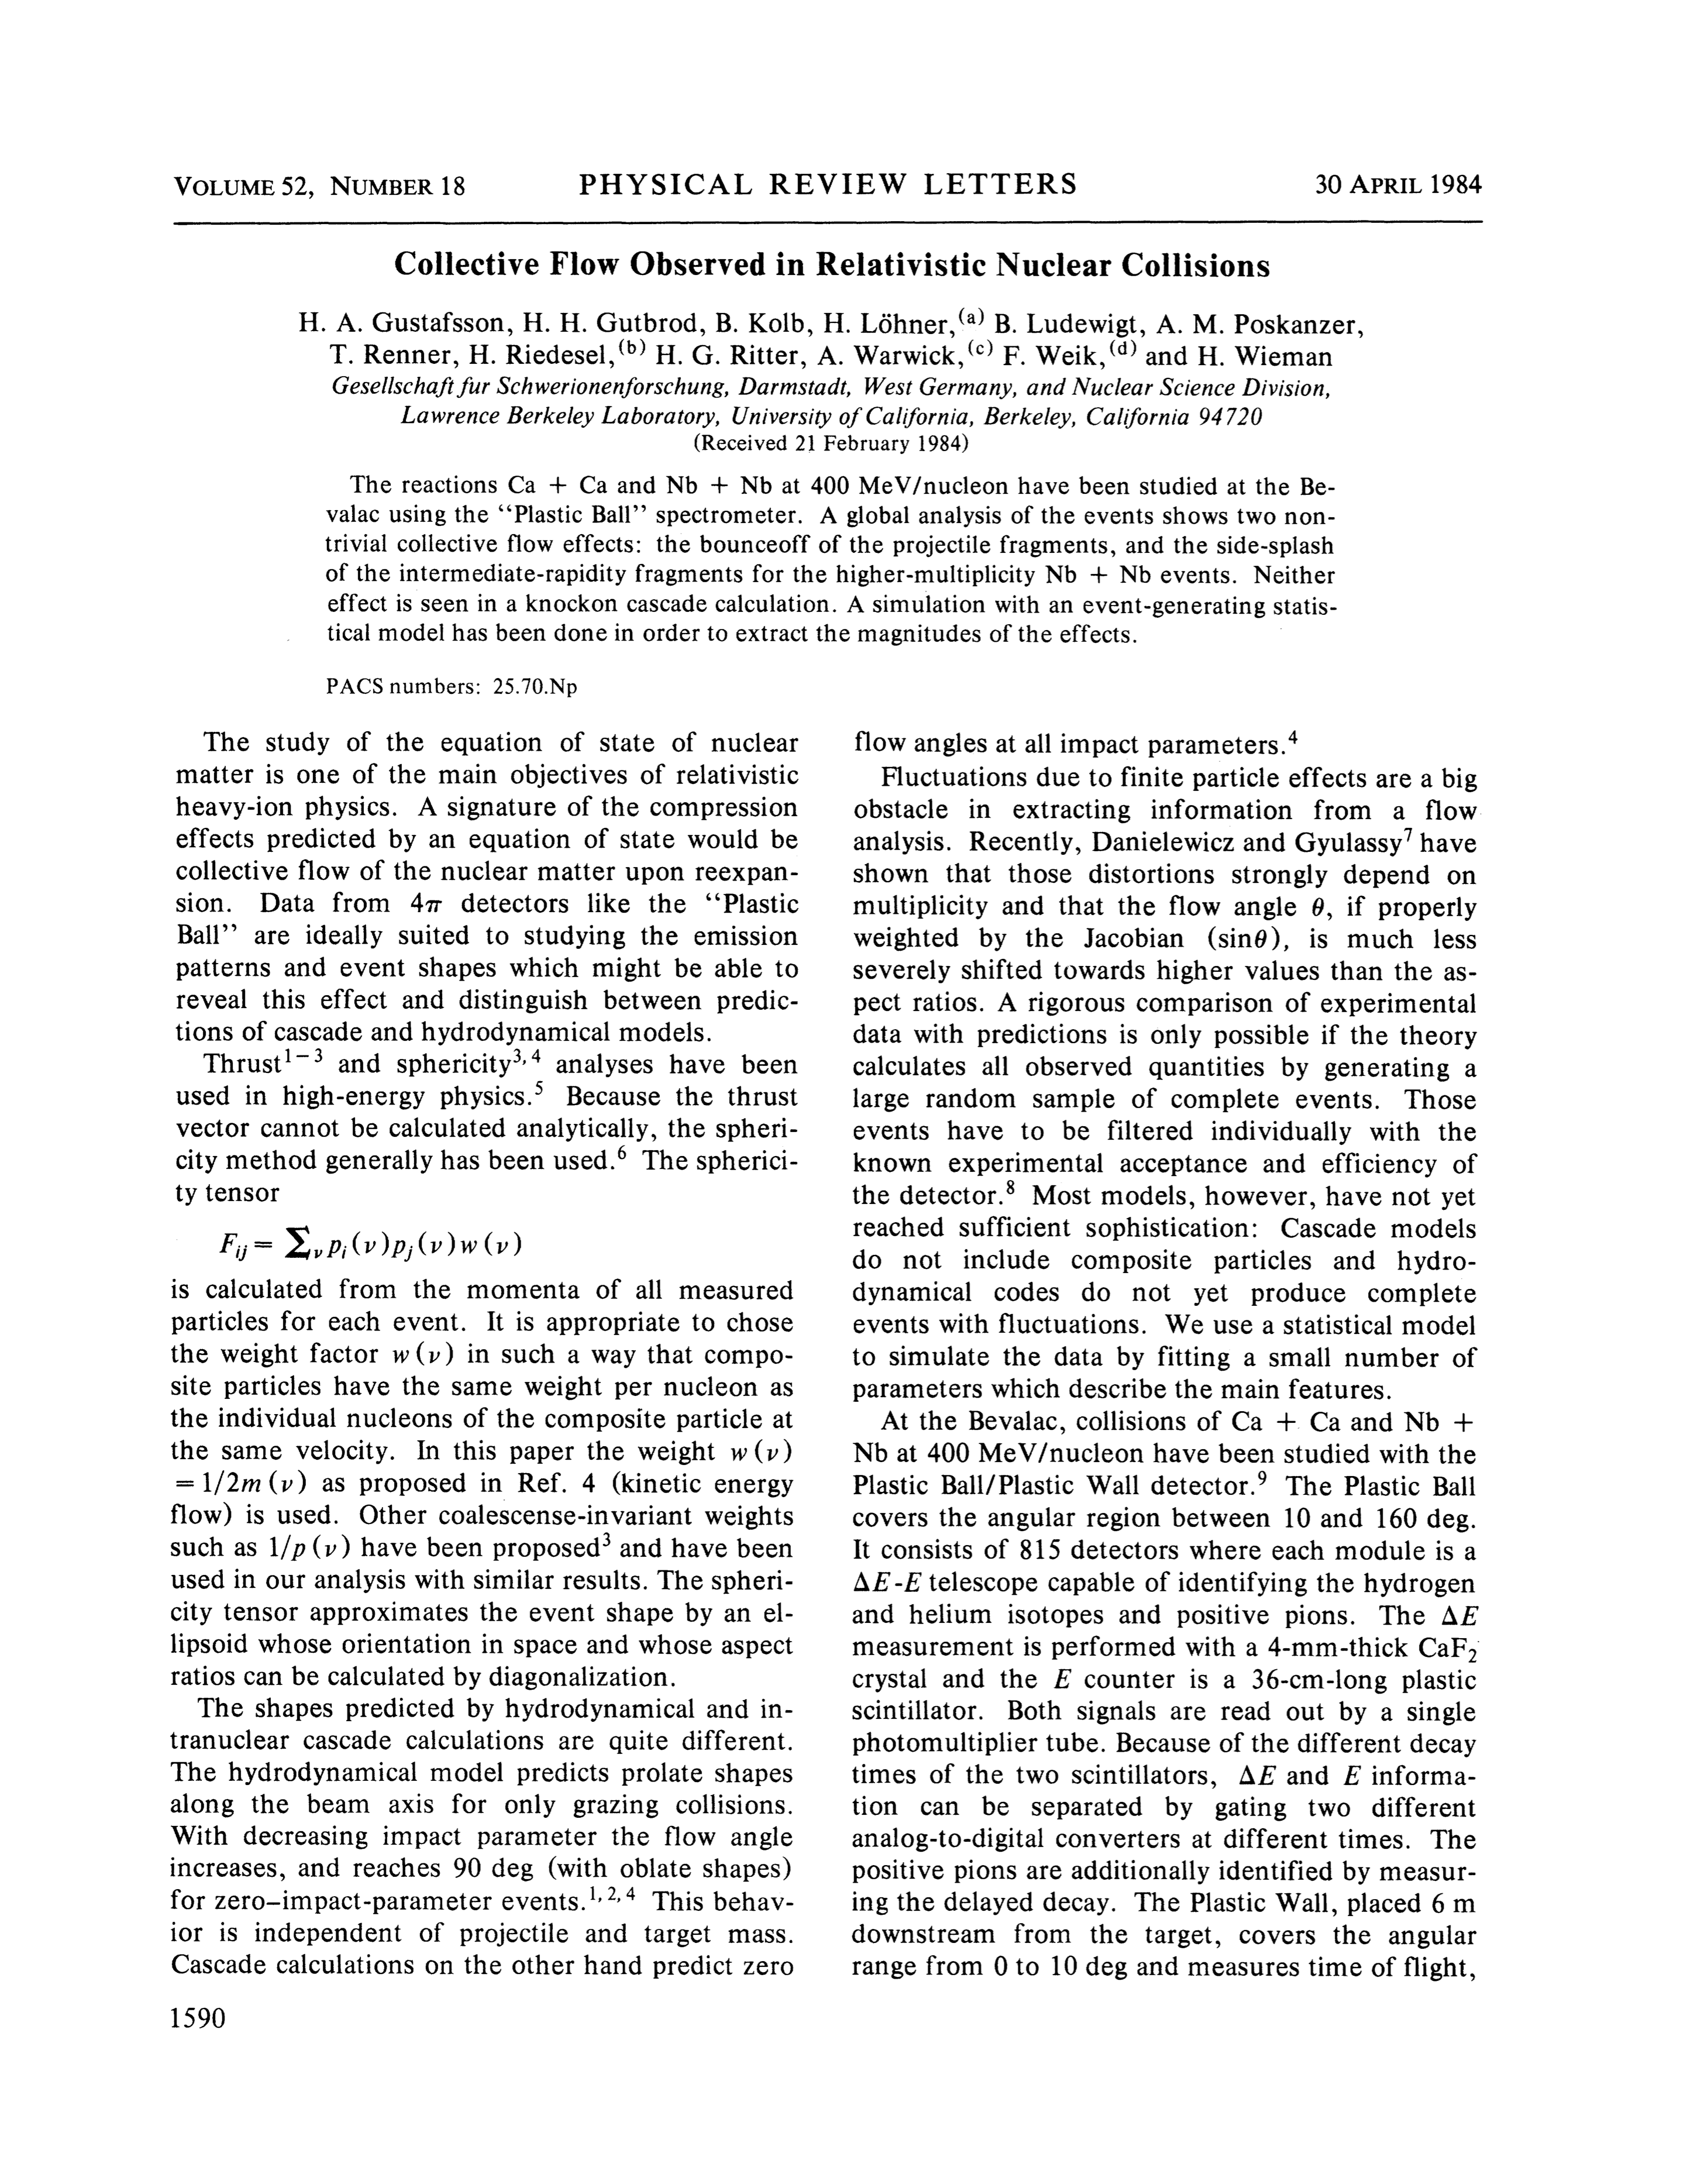 VOLUME 52, NUMBER 18 PHYSICAL REVIEW LETTERS 30 APRIL 1984
Collective Flow Observed in Relativistic Nuclear Collisions
H. A. Gustafsson, H. H. Gutbrod, B. Kolb, H. Löhner,(a) B. Ludewigt, A. M. Poskanzer,
T. Renner, H. Riedesel,(b) H. G. Ritter, A. Warwick,(c) F. Weik,(d) and H. Wieman
Gesellschaft fur Schwerionenforschung, Darmstadt, West Germany, and Nuclear Science Division,
Lawrence Berkeley Laboratory, University of California, Berkeley, California 94720
(Received 21 February 1984)
The reactions Ca + Ca and Nb + Nb at 400 MeV/nucleon have been studied at the Be-
valac using the “Plastic Ball” spectrometer. A global analysis of the events shows two non-
trivial collective flow effects: the bounceoff of the projectile fragments, and the side-splash
of the intermediate-rapidity fragments for the higher-multiplicity Nb + Nb events. Neither
effect is seen in a knockon cascade calculation. A simulation with an event-generating statis-
tical model has been done in order to extract the magnitudes of the effects.
PACS numbers: 25.70.Np
The study of the equation of state of nuclear
matter is one of the main objectives of relativistic
heavy-ion physics. A signature of the compression
effects predicted by an equation of state would be
collective flow of the nuclear matter upon reexpan-
sion. Data from 4π detectors like the “Plastic
Ball” are ideally suited to studying the emission
patterns and event shapes which might be able to
reveal this effect and distinguish between predic-
tions of cascade and hydrodynamical models.
Thrust1–3 and sphericity3,4 analyses have been
used in high-energy physics.5 Because the thrust
vector cannot be calculated analytically, the spheri-
city method generally has been used.6 The spherici-
ty tensor
Fij = ∑ν pi(ν)pj(ν)w(ν)
is calculated from the momenta of all measured
particles for each event. It is appropriate to chose
the weight factor w(ν) in such a way that compo-
site particles have the same weight per nucleon as
the individual nucleons of the composite particle at
the same velocity. In this paper the weight w(ν)
= 1/2m(ν) as proposed in Ref. 4 (kinetic energy
flow) is used. Other coalescense-invariant weights
such as 1/p(ν) have been proposed3 and have been
used in our analysis with similar results. The spheri-
city tensor approximates the event shape by an el-
lipsoid whose orientation in space and whose aspect
ratios can be calculated by diagonalization.
The shapes predicted by hydrodynamical and in-
tranuclear cascade calculations are quite different.
The hydrodynamical model predicts prolate shapes
along the beam axis for only grazing collisions.
With decreasing impact parameter the flow angle
increases, and reaches 90 deg (with oblate shapes)
for zero–impact-parameter events.1,2,4 This behav-
ior is independent of projectile and target mass.
Cascade calculations on the other hand predict zero
flow angles at all impact parameters.4
Fluctuations due to finite particle effects are a big
obstacle in extracting information from a flow
analysis. Recently, Danielewicz and Gyulassy7 have
shown that those distortions strongly depend on
multiplicity and that the flow angle θ, if properly
weighted by the Jacobian (sinθ), is much less
severely shifted towards higher values than the as-
pect ratios. A rigorous comparison of experimental
data with predictions is only possible if the theory
calculates all observed quantities by generating a
large random sample of complete events. Those
events have to be filtered individually with the
known experimental acceptance and efficiency of
the detector.8 Most models, however, have not yet
reached sufficient sophistication: Cascade models
do not include composite particles and hydro-
dynamical codes do not yet produce complete
events with fluctuations. We use a statistical model
to simulate the data by fitting a small number of
parameters which describe the main features.
At the Bevalac, collisions of Ca + Ca and Nb +
Nb at 400 MeV/nucleon have been studied with the
Plastic Ball/Plastic Wall detector.9 The Plastic Ball
covers the angular region between 10 and 160 deg.
It consists of 815 detectors where each module is a
ΔE-E telescope capable of identifying the hydrogen
and helium isotopes and positive pions. The ΔE
measurement is performed with a 4-mm-thick CaF2
crystal and the E counter is a 36-cm-long plastic
scintillator. Both signals are read out by a single
photomultiplier tube. Because of the different decay
times of the two scintillators, ΔE and E informa-
tion can be separated by gating two different
analog-to-digital converters at different times. The
positive pions are additionally identified by measur-
ing the delayed decay. The Plastic Wall, placed 6 m
downstream from the target, covers the angular
range from 0 to 10 deg and measures time of flight,
1590